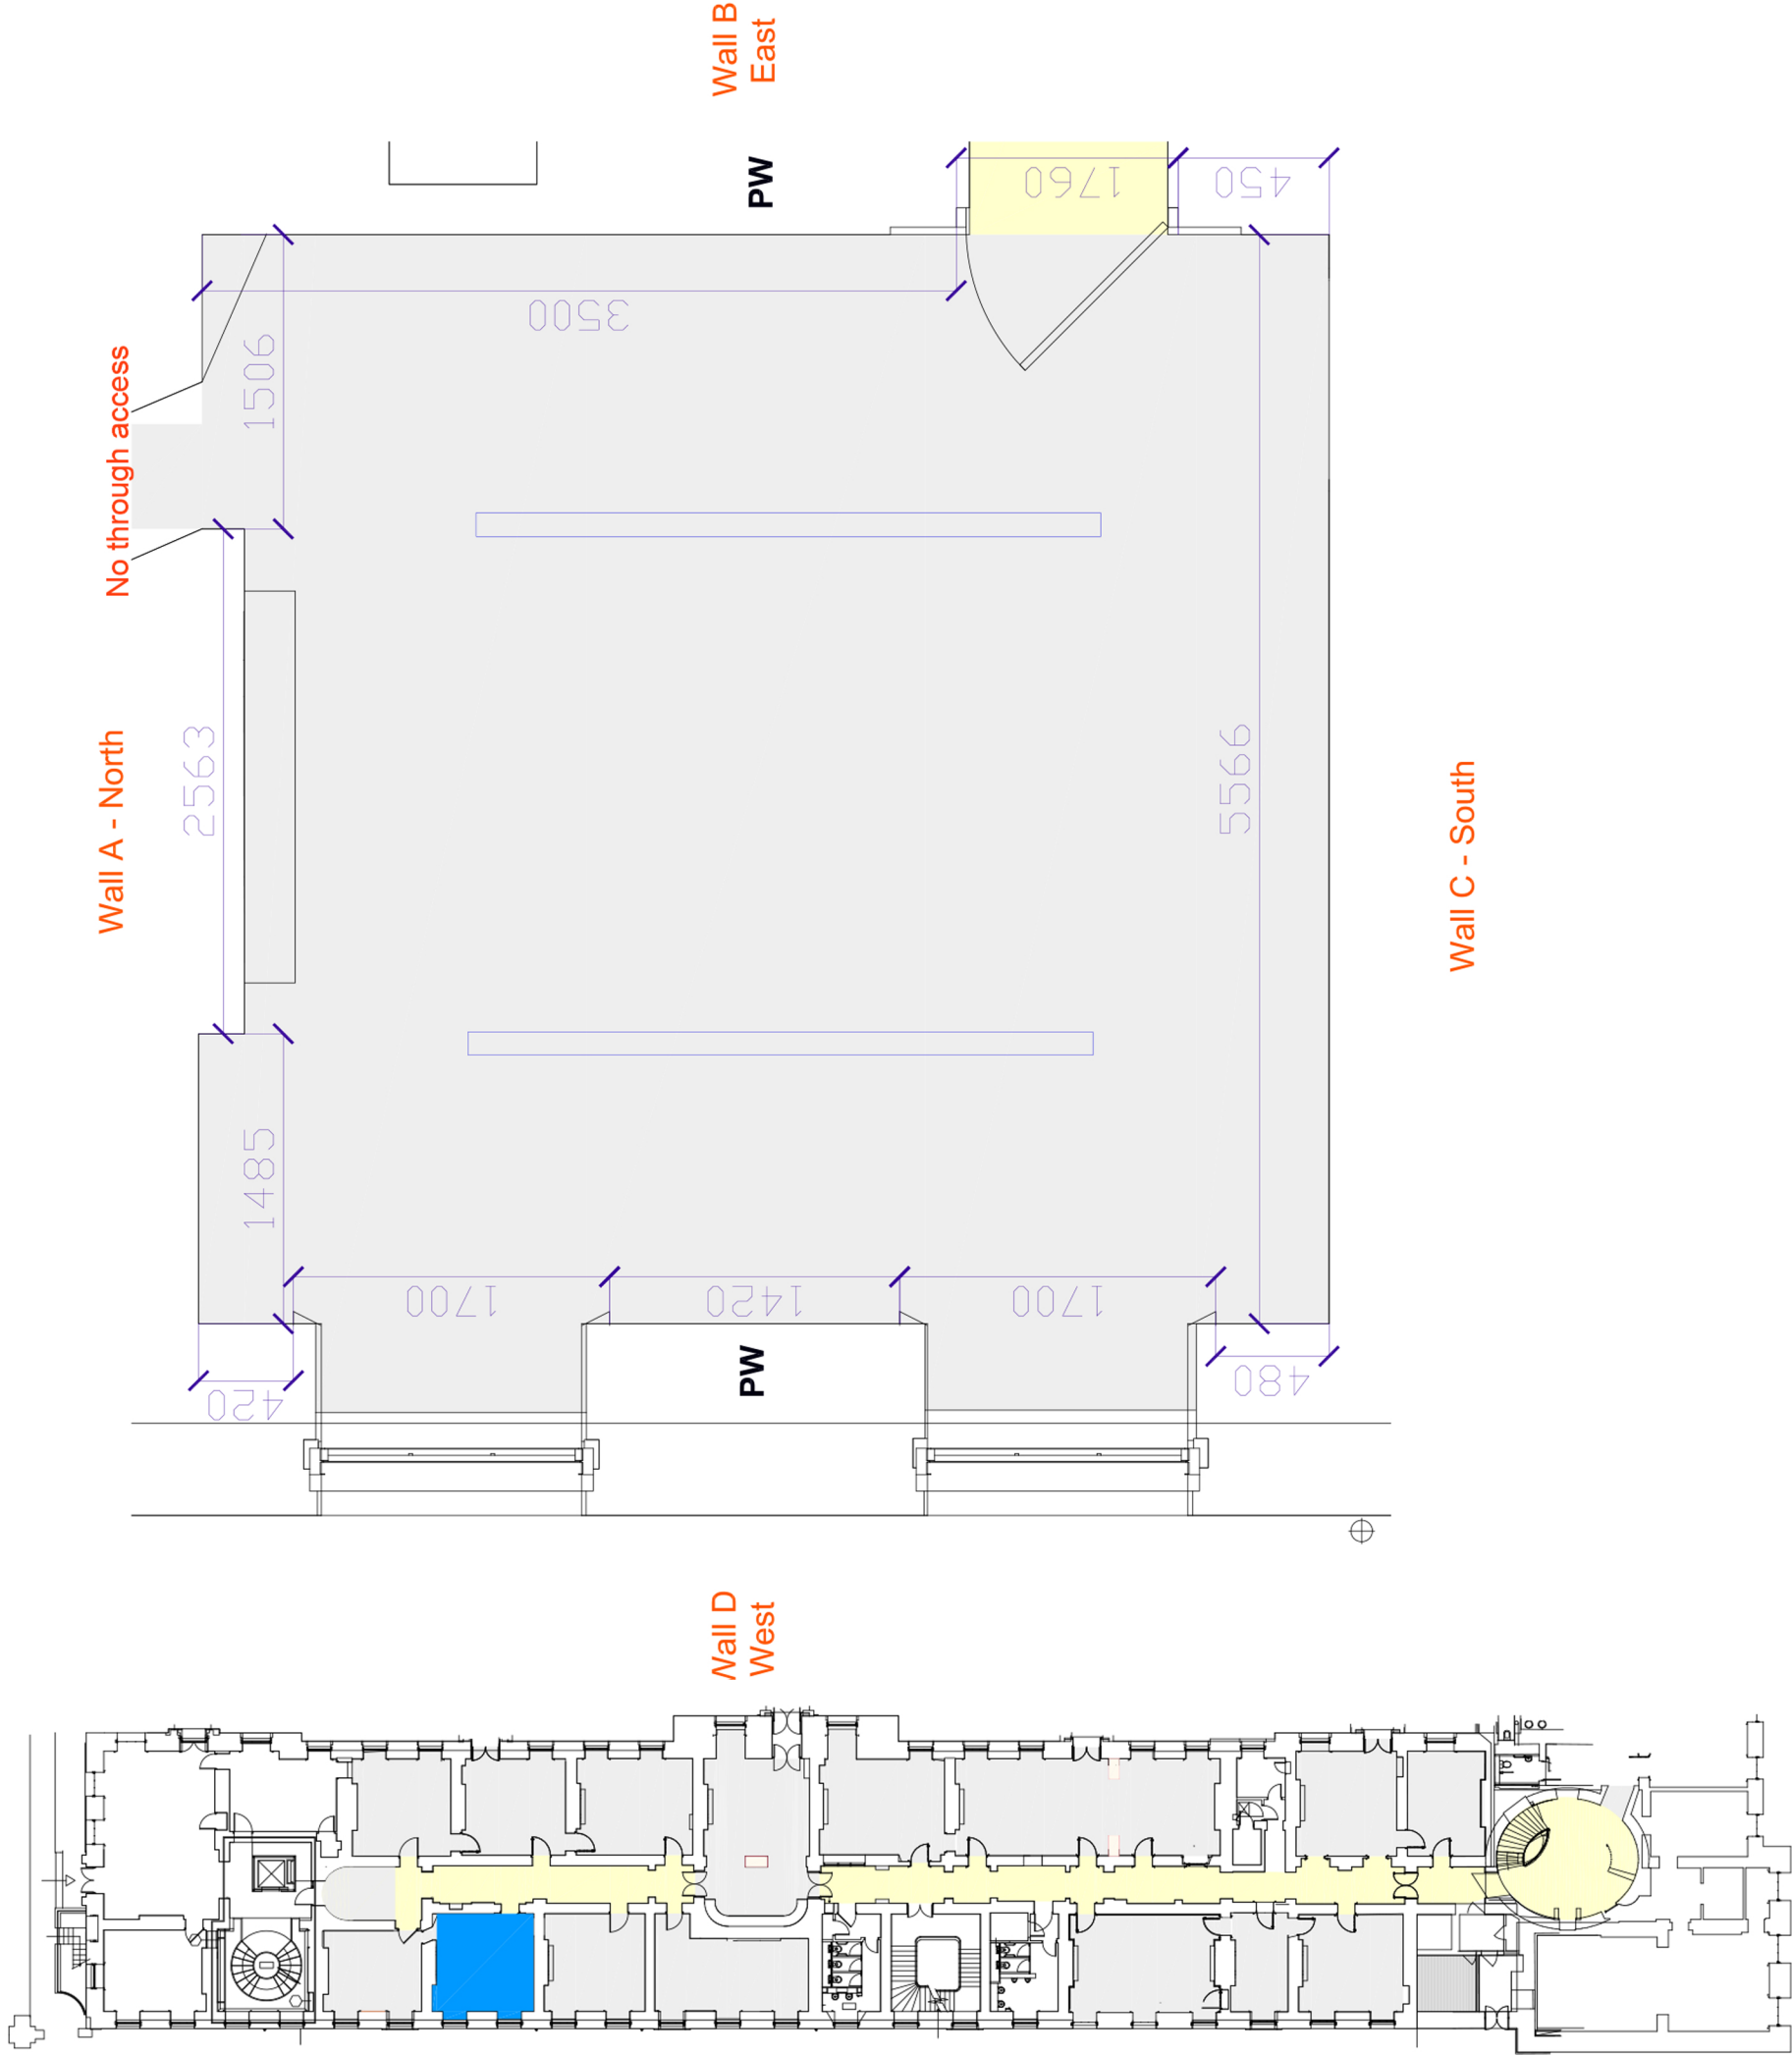 Wall B
East
PW
1760
450
3500
1506
No through access
2563
Wall A - North
5566
Wall C - South
1485
1700
1420
1700
PW
420
480
Wall D
West